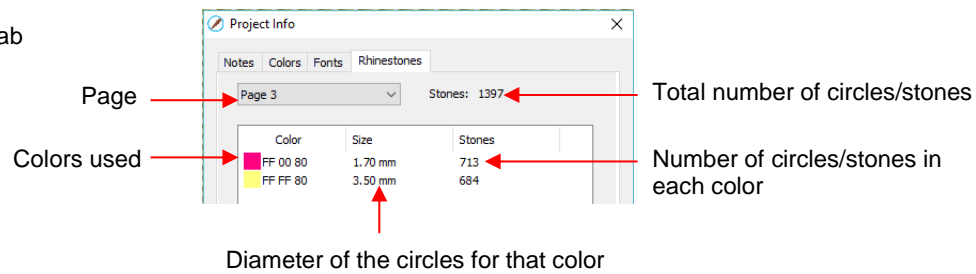 Project Info
ab
Notes Colors Fonts Rhinestones
Page
Page 3
Stones: 1397
Total number of circles/stones
Color Size Stones
Colors used
FF 00 80 1.70 mm 713
FF FF 80 3.50 mm 684
Number of circles/stones in
each color
Diameter of the circles for that color